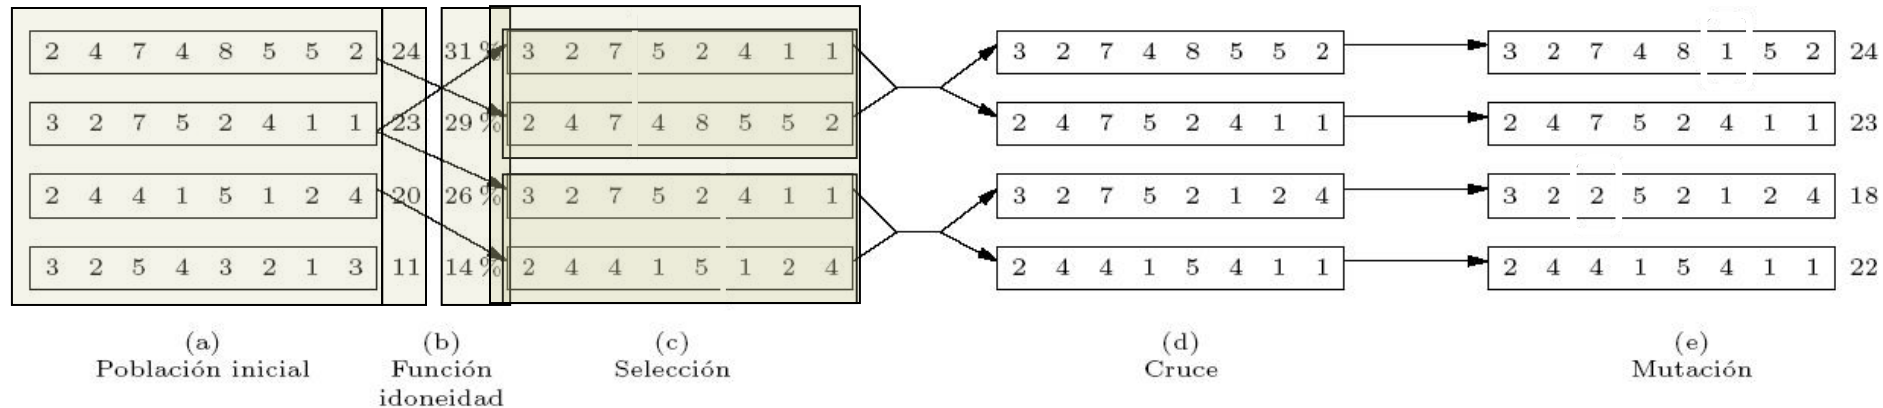 2 4 7 4 8 5 5 2 24 31 % 3 2 7 5 2 4 1 1 3 2 7 4 8 5 5 2 3 2 7 4 8 1 5 2 24
3 2 7 5 2 4 1 1 23 29 % 2 4 7 4 8 5 5 2 2 4 7 5 2 4 1 1 2 4 7 5 2 4 1 1 23
2 4 4 1 5 1 2 4 20 26 % 3 2 7 5 2 4 1 1 3 2 7 5 2 1 2 4 3 2 2 5 2 1 2 4 18
3 2 5 4 3 2 1 3 11 14 % 2 4 4 1 5 1 2 4 2 4 4 1 5 4 1 1 2 4 4 1 5 4 1 1 22
(a) (b) (c) (d) (e)
Población inicial Función Selección Cruce Mutación
idoneidad